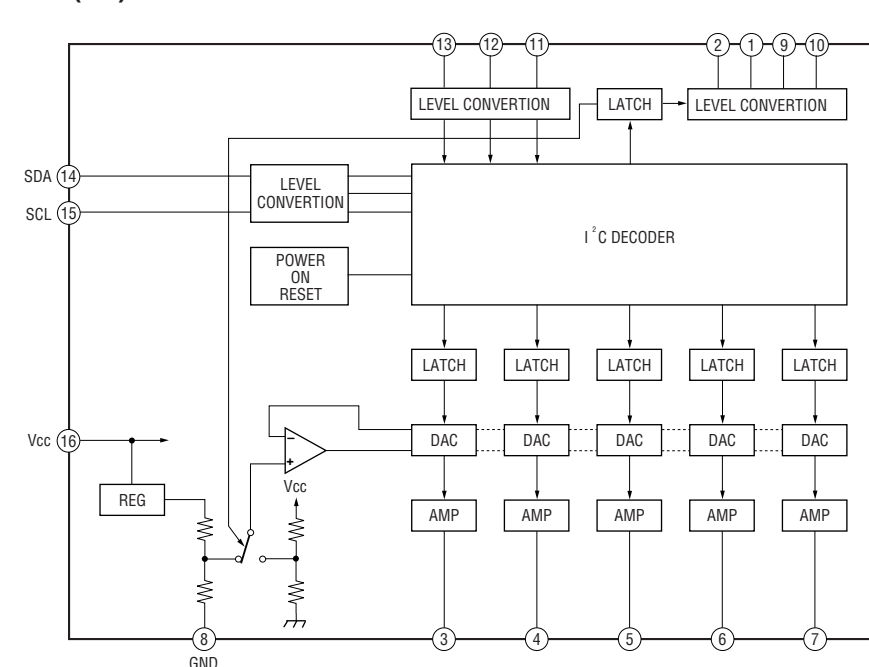 13 12 11 2 1 9 10
LEVEL CONVERTION LATCH LEVEL CONVERTION
SDA 14
LEVEL
CONVERTION
SCL 15
I²C DECODER
POWER
ON
RESET
LATCH LATCH LATCH LATCH LATCH
Vcc 16
−
+
DAC DAC DAC DAC DAC
Vcc
REG
AMP AMP AMP AMP AMP
8 3 4 5 6 7
GND